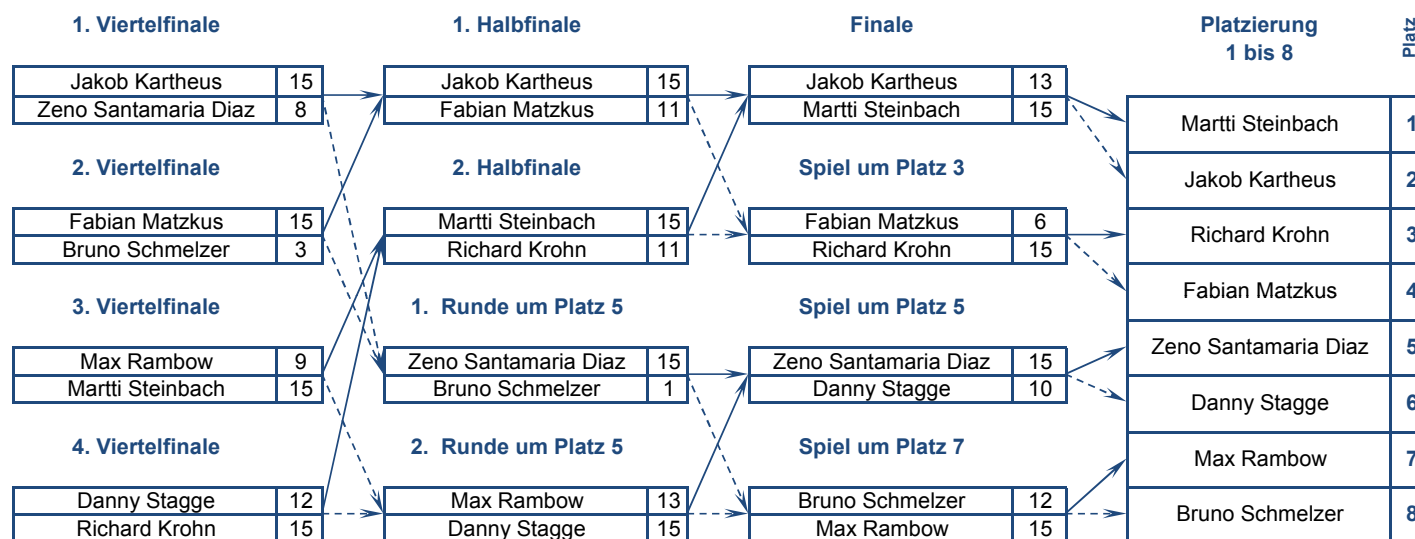 1. Viertelfinale 1. Halbfinale Finale Platzierung 1 bis 8 Platz
Jakob Kartheus 15 Jakob Kartheus 15 Jakob Kartheus 13
Zeno Santamaria Diaz 8 Fabian Matzkus 11 Martti Steinbach 15
Martti Steinbach 1
2. Viertelfinale 2. Halbfinale Spiel um Platz 3
Jakob Kartheus 2
Fabian Matzkus 15 Martti Steinbach 15 Fabian Matzkus 6
Richard Krohn 3
Bruno Schmelzer 3 Richard Krohn 11 Richard Krohn 15
Fabian Matzkus 4
3. Viertelfinale 1. Runde um Platz 5 Spiel um Platz 5
Zeno Santamaria Diaz 5
Max Rambow 9 Zeno Santamaria Diaz 15 Zeno Santamaria Diaz 15
Martti Steinbach 15 Bruno Schmelzer 1 Danny Stagge 10
Danny Stagge 6
4. Viertelfinale 2. Runde um Platz 5 Spiel um Platz 7
Max Rambow 7
Danny Stagge 12 Max Rambow 13 Bruno Schmelzer 12
Bruno Schmelzer 8
Richard Krohn 15 Danny Stagge 15 Max Rambow 15